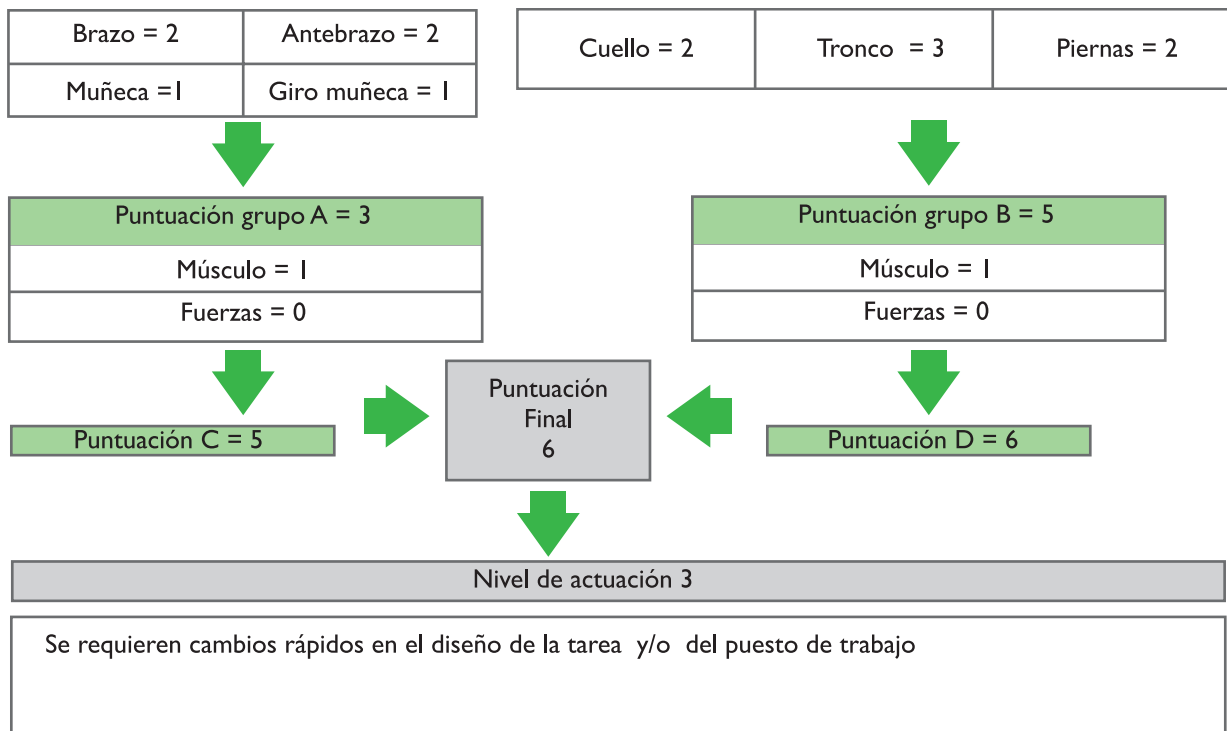 Brazo = 2
Antebrazo = 2
Muñeca =1
Giro muñeca = 1
Cuello = 2
Tronco = 3
Piernas = 2
Puntuación grupo A = 3
Músculo = 1
Fuerzas = 0
Puntuación grupo B = 5
Músculo = 1
Fuerzas = 0
Puntuación C = 5
Puntuación
Final
6
Puntuación D = 6
Nivel de actuación 3
Se requieren cambios rápidos en el diseño de la tarea y/o del puesto de trabajo